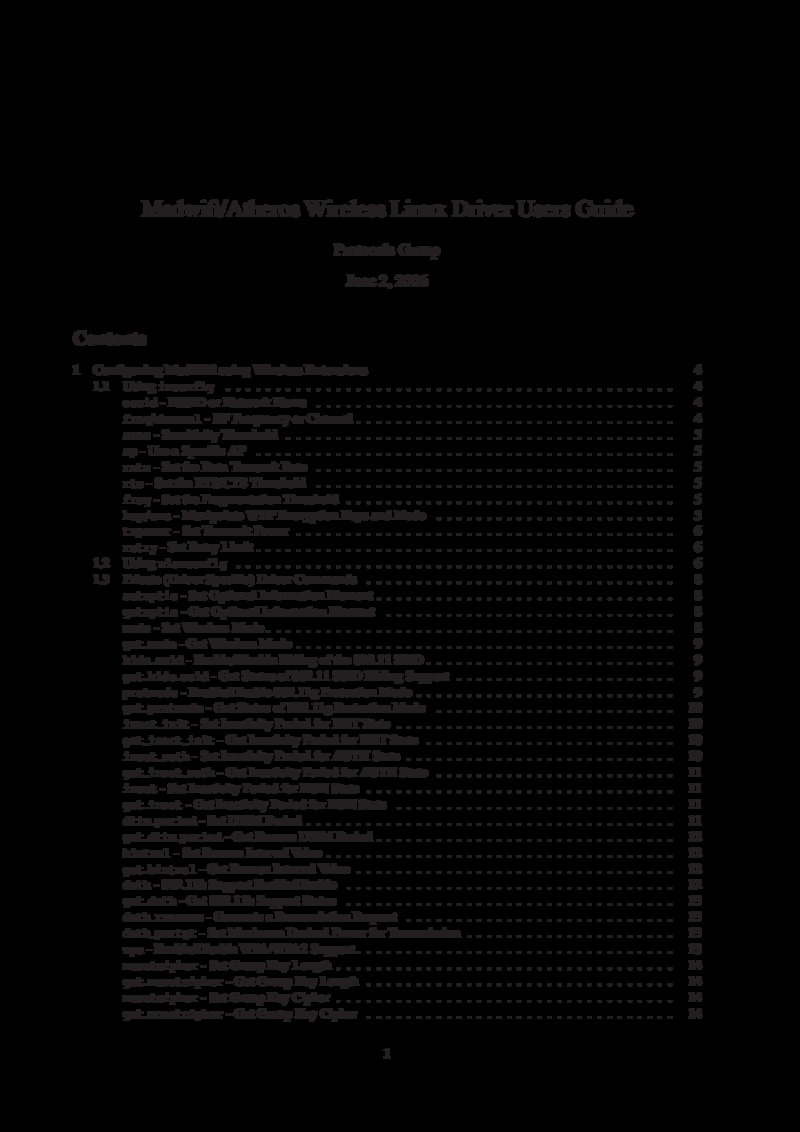 Madwifi/Atheros Wireless Linux Driver Users Guide
Protocols Group
June 2, 2006
Contents
1 Configuring MadWifi using Wireless Extensions 4
1.1 Using iwconfig 4
essid – ESSID or Network Name 4
freq/channel – RF Frequency or Channel 4
sens – Sensitivity Threshold 5
ap – Use a Specific AP 5
rate – Set the Data Transmit Rate 5
rts – Set the RTS/CTS Threshold 5
frag – Set the Fragmentation Threshold 5
key/enc – Manipulate WEP Encryption Keys and Mode 5
txpower – Set Transmit Power 6
retry – Set Retry Limit 6
1.2 Using wlanconfig 6
1.3 Private (Driver Specific) Driver Commands 8
setoptie – Set Optional Information Element 8
getoptie – Get Optional Information Element 8
mode – Set Wireless Mode 8
get_mode – Get Wireless Mode 9
hide_ssid – Enable/Disable Hiding of the 802.11 SSID 9
get_hide_ssid – Get Status of 802.11 SSID Hiding Support 9
protmode – Enable/Disable 802.11g Protection Mode 9
get_protmode – Get Status of 802.11g Protection Mode 10
inact_init – Set Inactivity Period for INIT State 10
get_inact_init – Get Inactivity Period for INIT State 10
inact_auth – Set Inactivity Period for AUTH State 10
get_inact_auth – Get Inactivity Period for AUTH State 11
inact – Set Inactivity Period for RUN State 11
get_inact – Get Inactivity Period for RUN State 11
dtim_period – Set DTIM Period 11
get_dtim_period – Get Beacon DTIM Period 12
bintval – Set Beacon Interval Value 12
get_bintval – Get Beacon Interval Value 12
doth – 802.11h Support Enable/Disable 12
get_doth – Get 802.11h Support Status 13
doth_reassoc – Generate a Reassociation Request 13
doth_pwrtgt – Set Maximum Desired Power for Transmission 13
wpa – Enable/Disable WPA/WPA2 Support 13
mcastcipher – Set Group Key Length 14
get_mcastcipher – Get Group Key Length 14
mcastcipher – Set Group Key Cipher 14
get_mcastcipher – Get Group Key Cipher 14
1